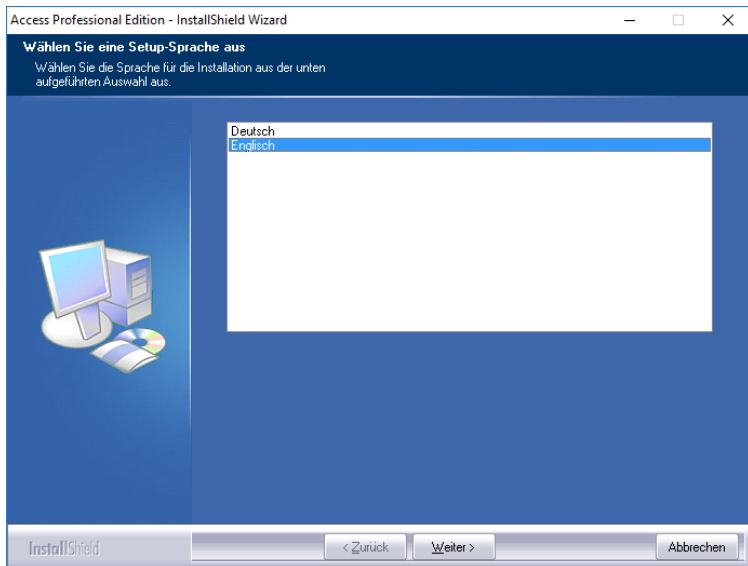 Access Professional Edition - InstallShield Wizard
Wählen Sie eine Setup-Sprache aus
Wählen Sie die Sprache für die Installation aus der unten
aufgeführten Auswahl aus.
Deutsch
Englisch
InstallShield
< Zurück
Weiter >
Abbrechen